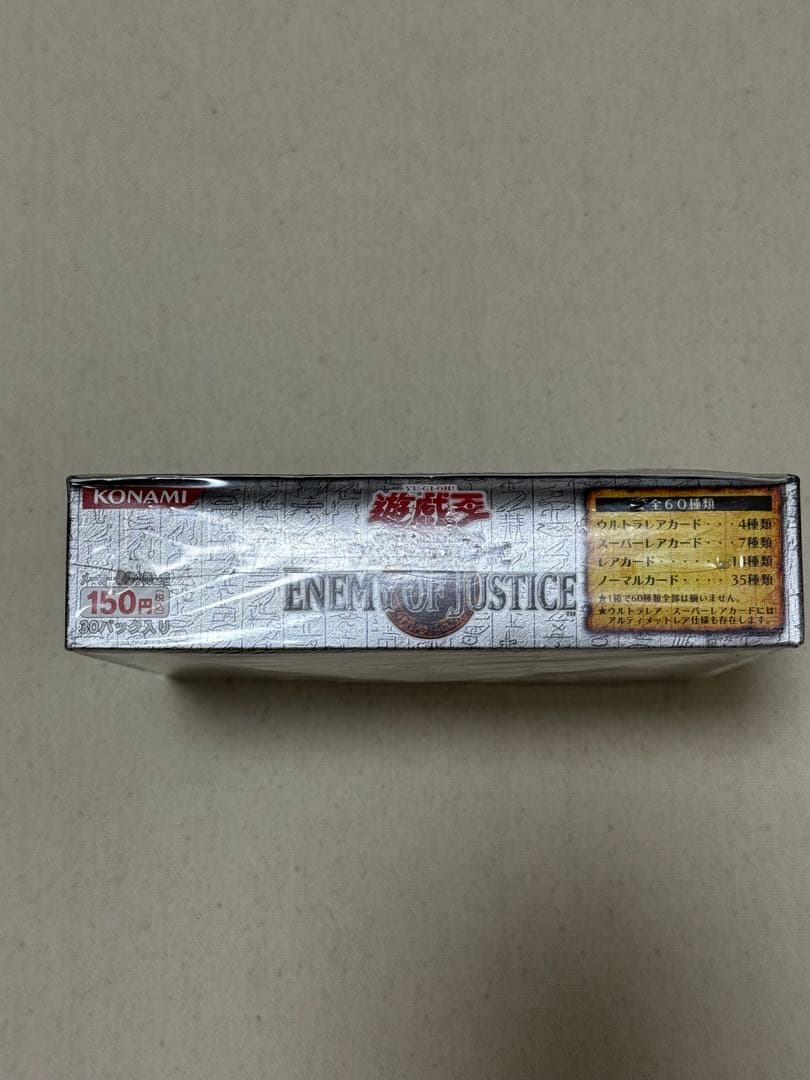 KONAMI
YU-GI-OH!
遊戯王
ENEMY OF JUSTICE
150円
税込
30パック入り
全60種類
ウルトラレアカード・・ 4種類
スーパーレアカード・・ 7種類
レアカード・・・・・ 14種類
ノーマルカード・・・・ 35種類
★1箱で60種類全部は揃いません。
★ウルトラレア・スーパーレアカードには
アルティメットレア仕様も存在します。